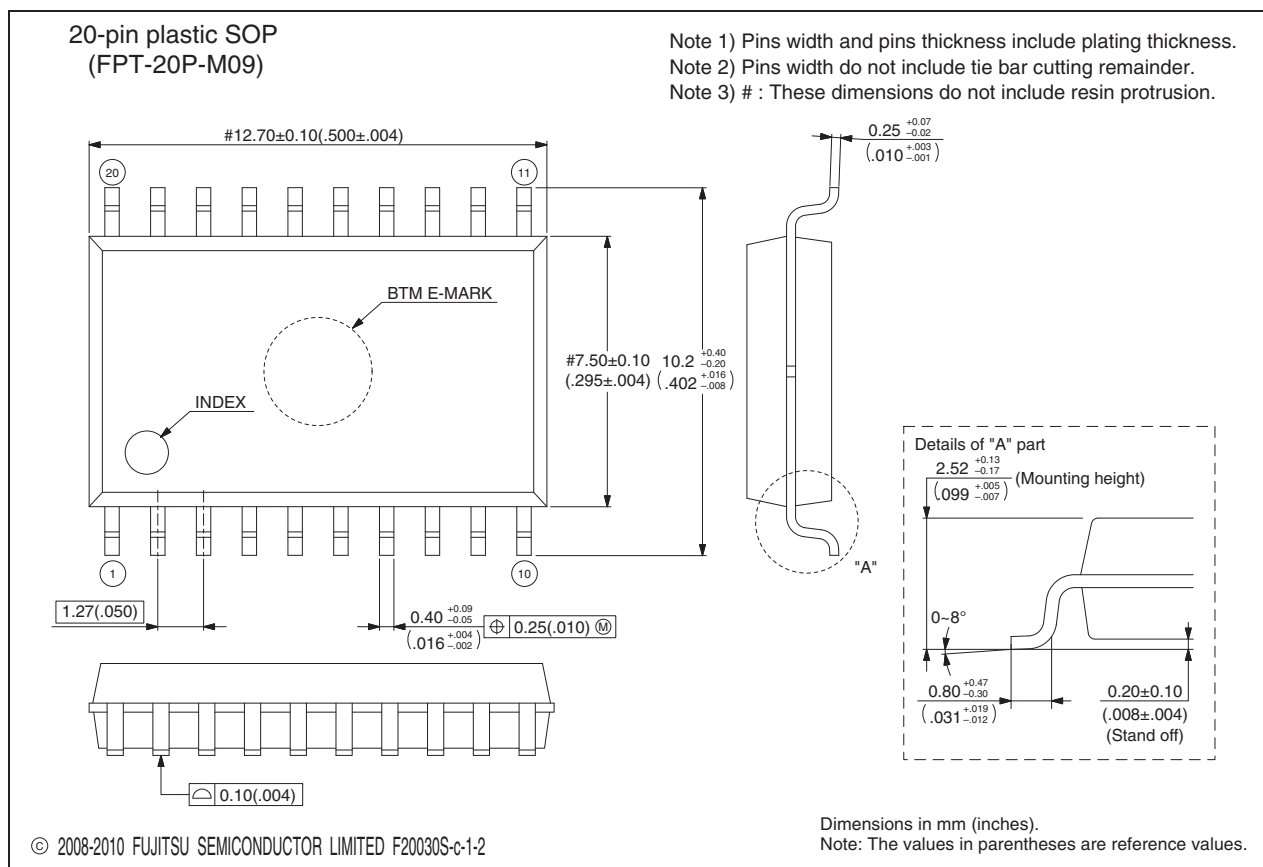 20-pin plastic SOP
(FPT-20P-M09)
Note 1) Pins width and pins thickness include plating thickness.
Note 2) Pins width do not include tie bar cutting remainder.
Note 3) # : These dimensions do not include resin protrusion.
#12.70±0.10(.500±.004)
0.25 +0.07 -0.02
(.010 +.003 -.001)
20
11
BTM E-MARK
#7.50±0.10
(.295±.004)
10.2 +0.40 -0.20
(.402 +.016 -.008)
INDEX
1
10
"A"
1.27(.050)
0.40 +0.09 -0.05
(.016 +.004 -.002)
⌖ 0.25(.010) Ⓜ
⌓ 0.10(.004)
Details of "A" part
2.52 +0.13 -0.17 (Mounting height)
(.099 +.005 -.007)
0~8°
0.80 +0.47 -0.30
(.031 +.019 -.012)
0.20±0.10
(.008±.004)
(Stand off)
© 2008-2010 FUJITSU SEMICONDUCTOR LIMITED F20030S-c-1-2
Dimensions in mm (inches).
Note: The values in parentheses are reference values.